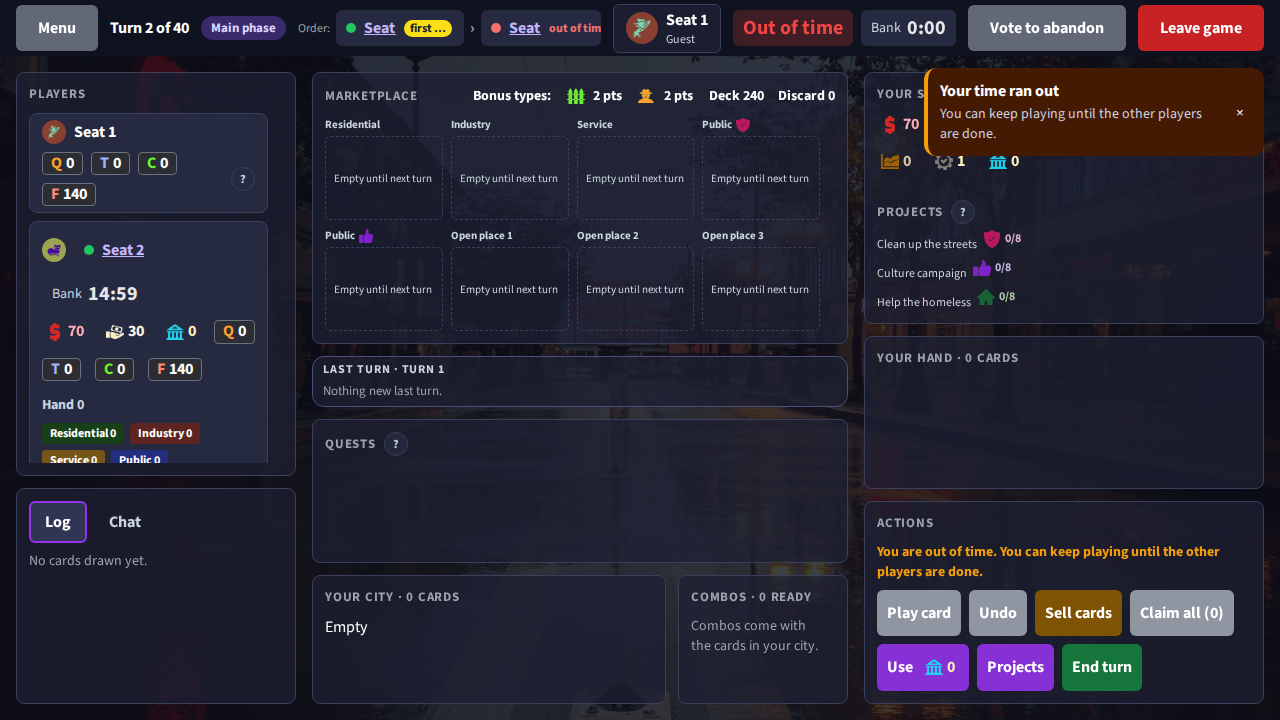 Menu
Turn 2 of 40
Main phase
Order:
Seat
first ...
›
Seat
out of tim
Seat 1
Guest
Out of time
Bank 0:00
Vote to abandon
Leave game
PLAYERS
Seat 1
Q 0
T 0
C 0
F 140
?
Seat 2
Bank 14:59
70
30
0
Q 0
T 0
C 0
F 140
Hand 0
Residential 0
Industry 0
Service 0
Public 0
Log
Chat
No cards drawn yet.
MARKETPLACE
Bonus types:
2 pts
2 pts
Deck 240
Discard 0
Residential
Industry
Service
Public
Empty until next turn
Empty until next turn
Empty until next turn
Empty until next turn
Public
Open place 1
Open place 2
Open place 3
Empty until next turn
Empty until next turn
Empty until next turn
Empty until next turn
LAST TURN · TURN 1
Nothing new last turn.
QUESTS
?
YOUR CITY · 0 CARDS
Empty
COMBOS · 0 READY
Combos come with
the cards in your city.
YOUR S
70
0
1
0
Your time ran out
You can keep playing until the other players
are done.
×
PROJECTS
?
Clean up the streets
0/8
Culture campaign
0/8
Help the homeless
0/8
YOUR HAND · 0 CARDS
ACTIONS
You are out of time. You can keep playing until the other
players are done.
Play card
Undo
Sell cards
Claim all (0)
Use 0
Projects
End turn